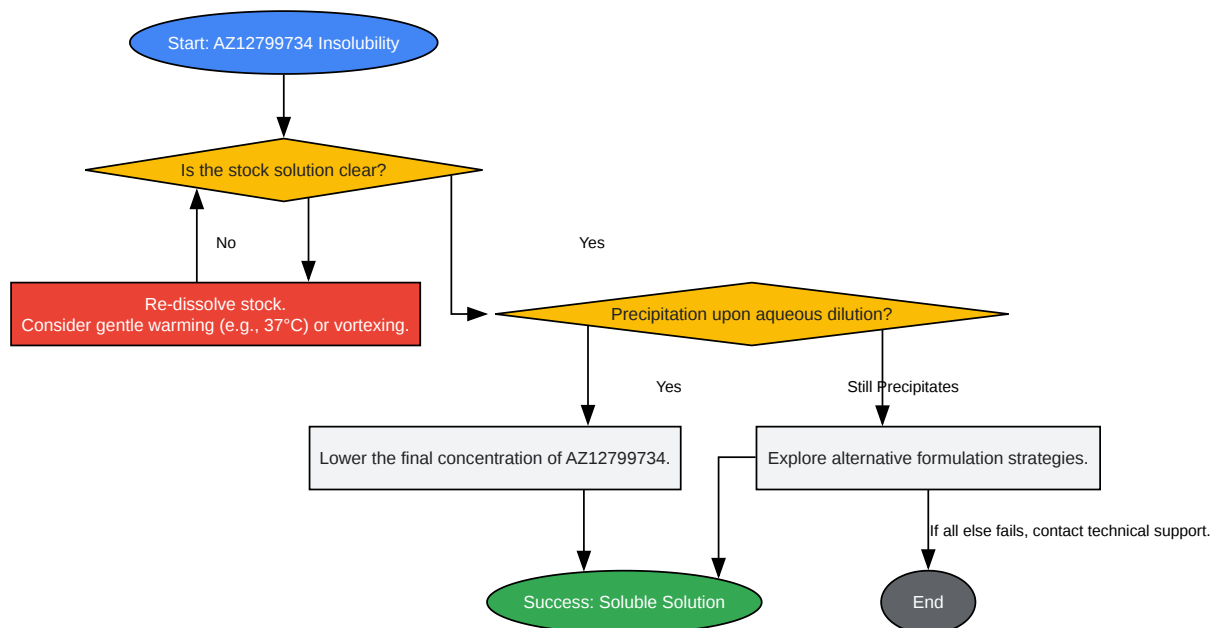 Start: AZ12799734 Insolubility
Is the stock solution clear?
No
Yes
Re-dissolve stock.
Consider gentle warming (e.g., 37°C) or vortexing.
Precipitation upon aqueous dilution?
Yes
Still Precipitates
Lower the final concentration of AZ12799734.
Explore alternative formulation strategies.
If all else fails, contact technical support.
Success: Soluble Solution
End